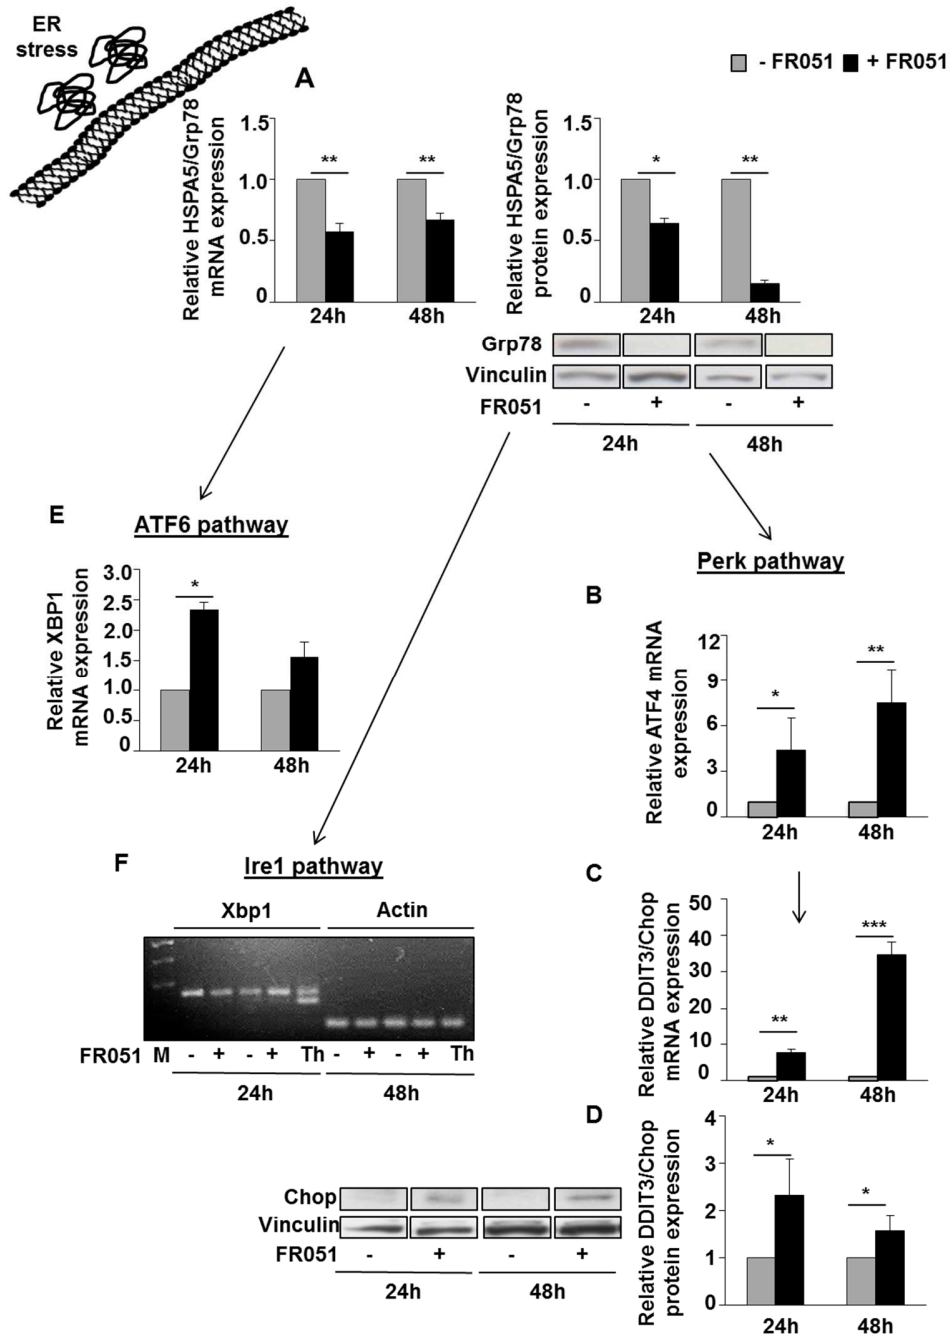 ER
stress
A
- FR051 + FR051
Relative HSPA5/Grp78
mRNA expression
1.5
1.0
0.5
0
** **
24h 48h
Relative HSPA5/Grp78
protein expression
1.5
1.0
0.5
0
* **
24h 48h
Grp78
Vinculin
FR051 - + - +
24h 48h
E
ATF6 pathway
Relative XBP1
mRNA expression
3.0
2.5
2.0
1.5
1.0
0.5
0
*
24h 48h
Perk pathway
B
Relative ATF4 mRNA
expression
12
9
6
3
0
* **
24h 48h
F
Ire1 pathway
Xbp1 Actin
FR051 M - + - + Th - + - + Th
24h 48h
C
Relative DDIT3/Chop
mRNA expression
50
40
30
20
10
0
** ***
24h 48h
D
Chop
Vinculin
FR051 - + - +
24h 48h
Relative DDIT3/Chop
protein expression
4
3
2
1
0
* *
24h 48h